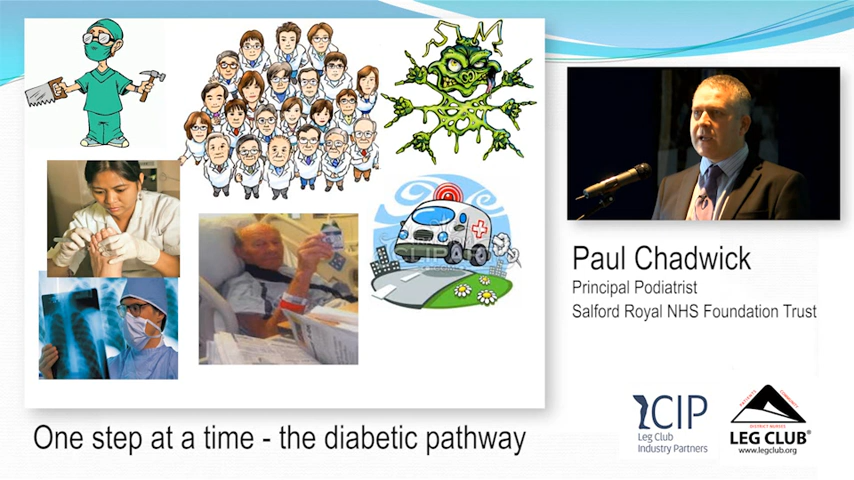 Paul Chadwick
Principal Podiatrist
Salford Royal NHS Foundation Trust
One step at a time - the diabetic pathway
CIP
Leg Club
Industry Partners
LEG CLUB®
www.legclub.org